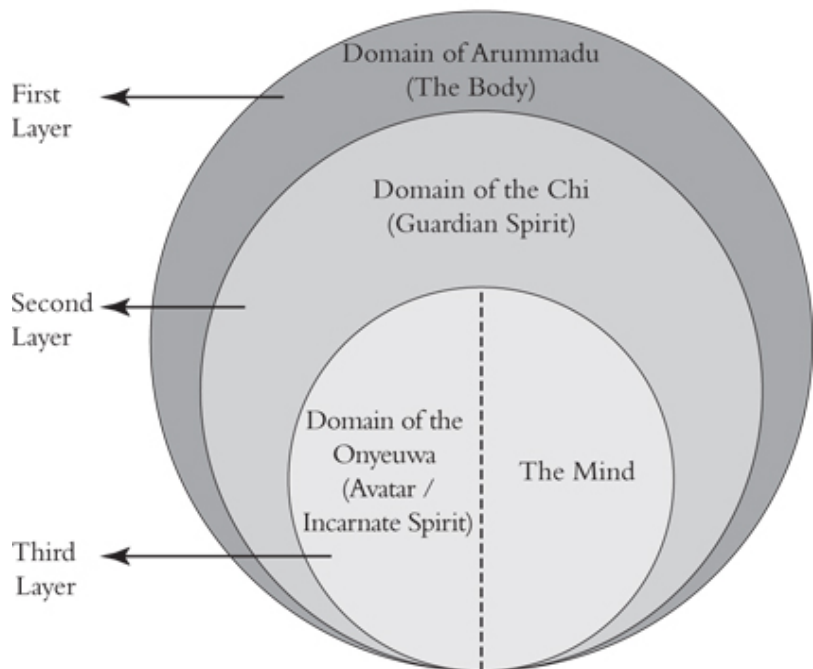 Domain of Arummadu
(The Body)
First
Layer
Domain of the Chi
(Guardian Spirit)
Second
Layer
Domain of the
Onyeuwa
(Avatar /
Incarnate Spirit)
The Mind
Third
Layer